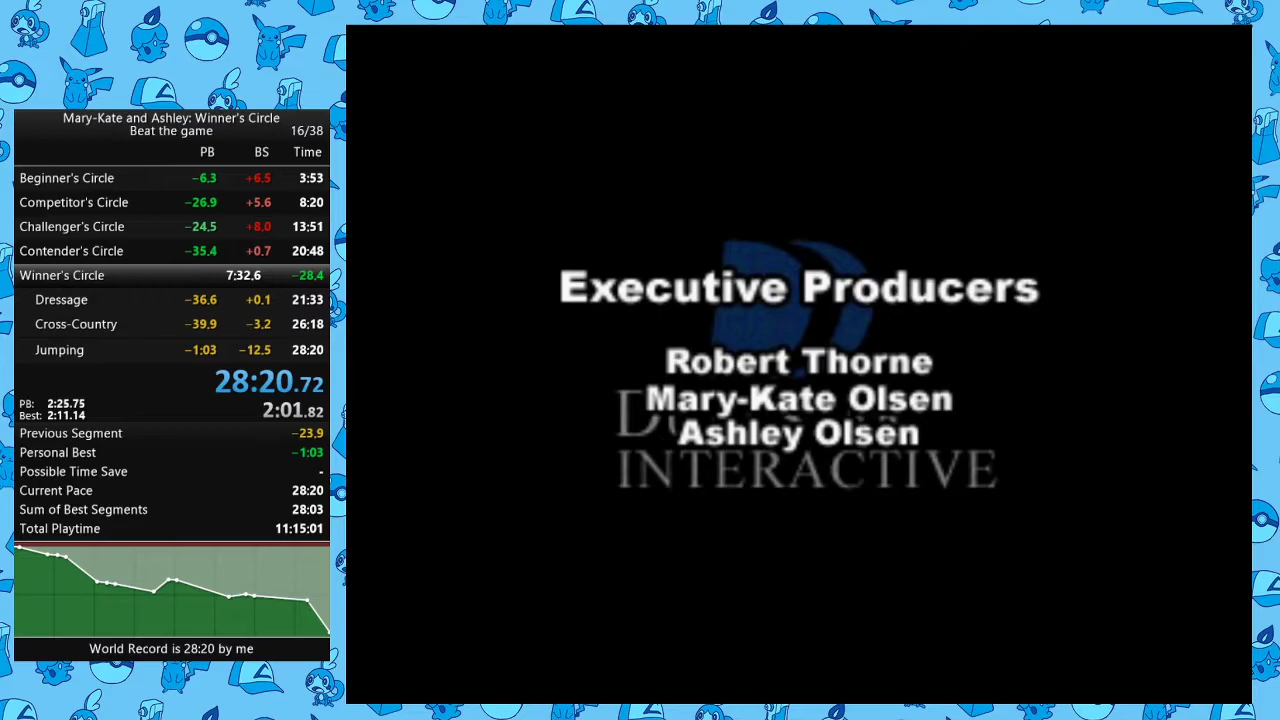 Mary-Kate and Ashley: Winner's Circle
Beat the game 16/38
PB BS Time
Beginner's Circle −6.3 +6.5 3:53
Competitor's Circle −26.9 +5.6 8:20
Challenger's Circle −24.5 +8.0 13:51
Contender's Circle −35.4 +0.7 20:48
Winner's Circle 7:32.6 −28.4
Dressage −36.6 +0.1 21:33
Cross-Country −39.9 −3.2 26:18
Jumping −1:03 −12.5 28:20
28:20.72
PB: 2:25.75
Best: 2:11.14
2:01.82
Previous Segment −23.9
Personal Best −1:03
Possible Time Save -
Current Pace 28:20
Sum of Best Segments 28:03
Total Playtime 11:15:01
World Record is 28:20 by me
Executive Producers
Robert Thorne
Mary-Kate Olsen
Ashley Olsen
INTERACTIVE